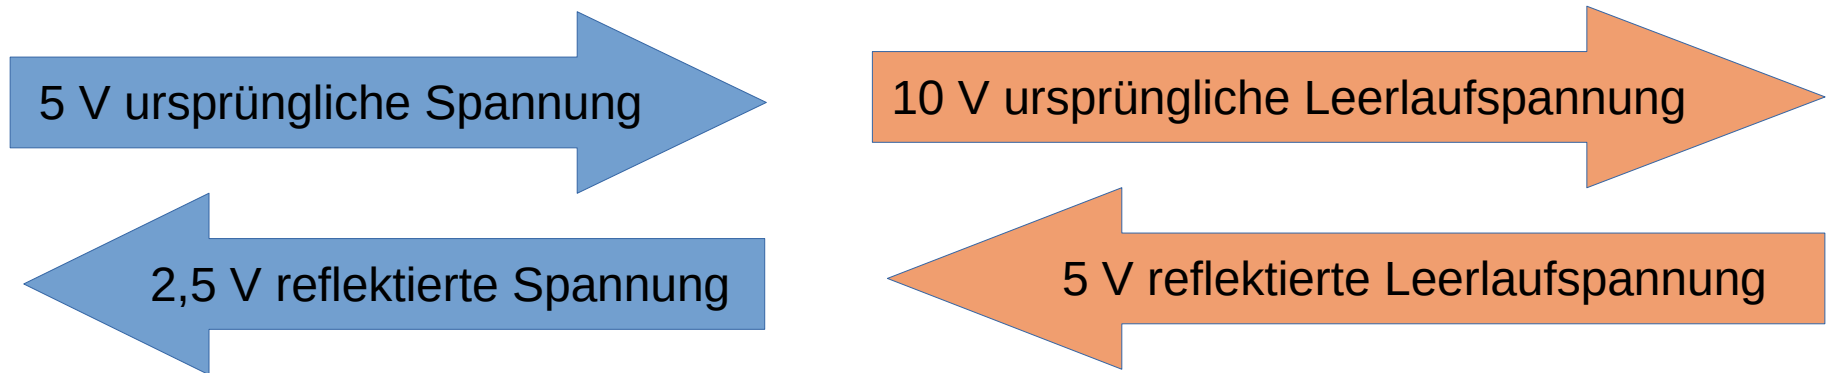 5 V ursprüngliche Spannung
10 V ursprüngliche Leerlaufspannung
2,5 V reflektierte Spannung
5 V reflektierte Leerlaufspannung